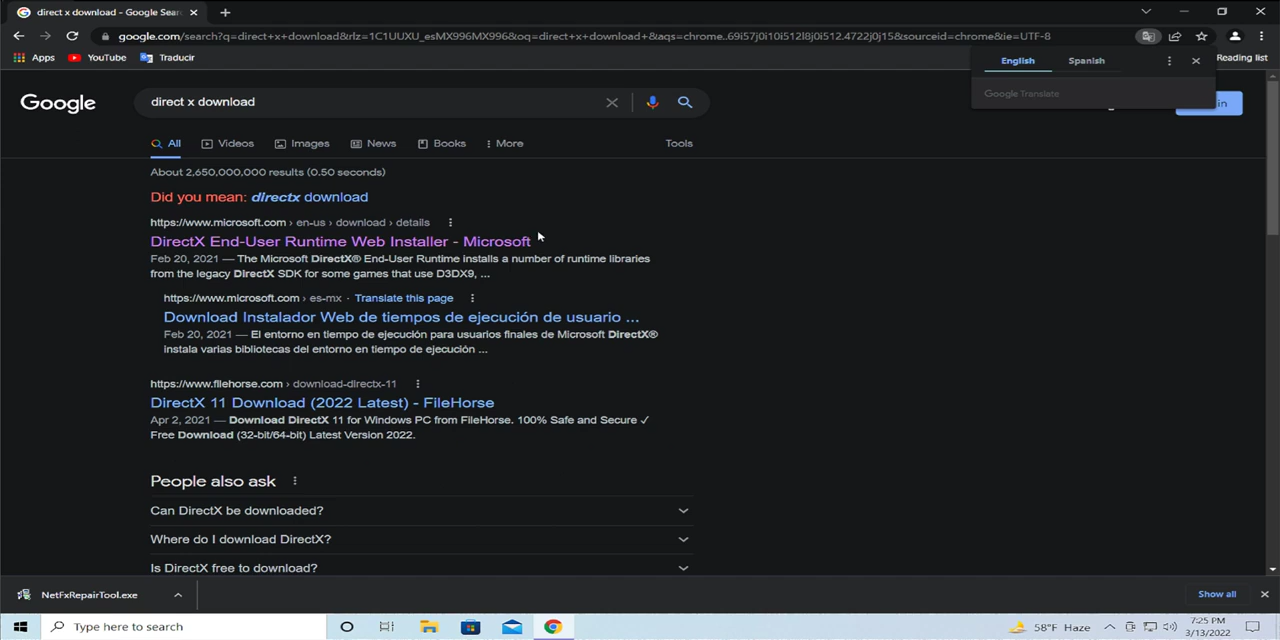 direct x download - Google Sear
google.com/search?q=direct+x+download&rlz=1C1UUXU_esMX996MX996&oq=direct+x+download+&aqs=chrome..69i57j0i10i512l8j0i512.4722j0j15&sourceid=chrome&ie=UTF-8
Apps YouTube Traducir Reading list
English Spanish
Google Translate
Google direct x download in
All Videos Images News Books More Tools
About 2,650,000,000 results (0.50 seconds)
Did you mean: directx download
https://www.microsoft.com › en-us › download › details
DirectX End-User Runtime Web Installer - Microsoft
Feb 20, 2021 — The Microsoft DirectX® End-User Runtime installs a number of runtime libraries
from the legacy DirectX SDK for some games that use D3DX9, ...
https://www.microsoft.com › es-mx · Translate this page
Download Instalador Web de tiempos de ejecución de usuario ...
Feb 20, 2021 — El entorno en tiempo de ejecución para usuarios finales de Microsoft DirectX®
instala varias bibliotecas del entorno en tiempo de ejecución ...
https://www.filehorse.com › download-directx-11
DirectX 11 Download (2022 Latest) - FileHorse
Apr 2, 2021 — Download DirectX 11 for Windows PC from FileHorse. 100% Safe and Secure ✓
Free Download (32-bit/64-bit) Latest Version 2022.
People also ask
Can DirectX be downloaded?
Where do I download DirectX?
Is DirectX free to download?
NetFxRepairTool.exe Show all
Type here to search 58°F Haze 7:25 PM
3/13/2022